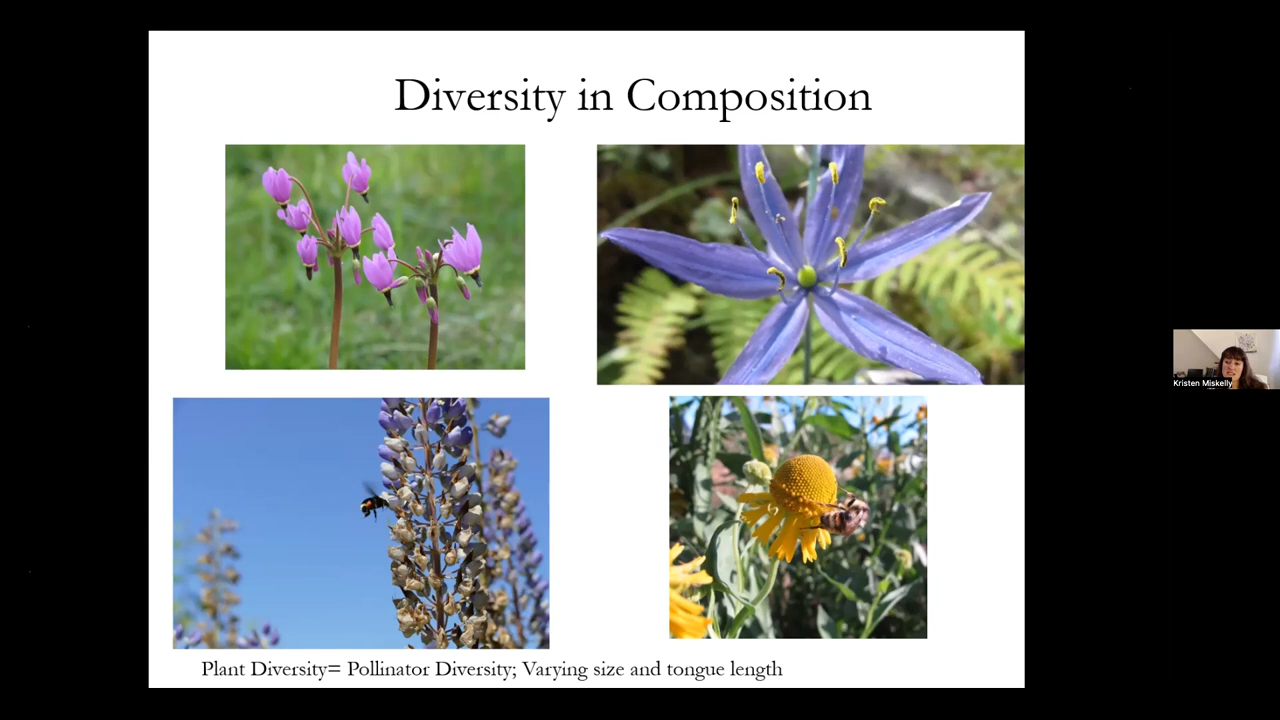 Diversity in Composition
Plant Diversity= Pollinator Diversity; Varying size and tongue length
Kristen Miskelly